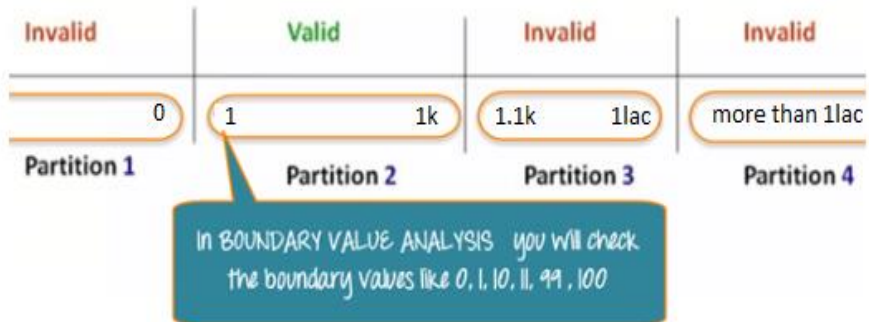 Invalid Valid Invalid Invalid
0 1 1k 1.1k 1lac more than 1lac
Partition 1 Partition 2 Partition 3 Partition 4
In BOUNDARY VALUE ANALYSIS you will check
the boundary values like 0, 1, 10, 11, 99, 100